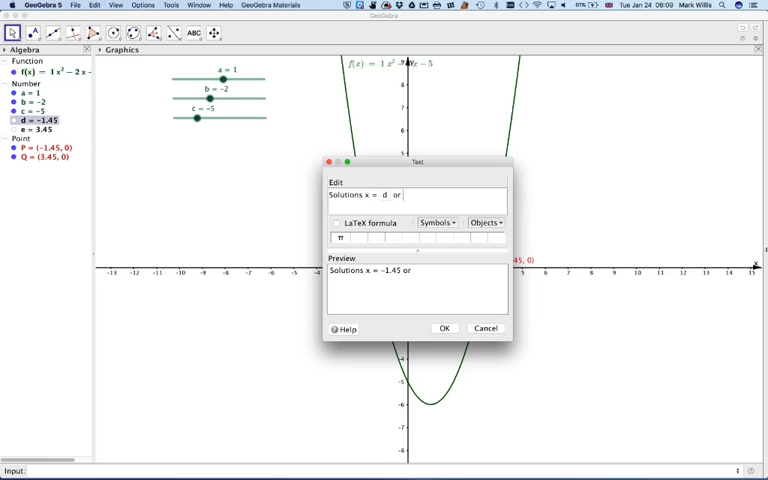 GeoGebra 5 File Edit View Options Tools Window Help GeoGebra Materials 61% Tue Jan 24 06:09 Mark Willis
GeoGebra
ABC
Algebra
Graphics
Function
f(x) = 1 x² − 2 x −
Number
a = 1
b = −2
c = −5
d = −1.45
e = 3.45
Point
P = (−1.45, 0)
Q = (3.45, 0)
a = 1
b = −2
c = −5
f(x) = 1 x²
x − 5
9
y
8
7
6
5
Text
Edit
Solutions x = d or
LaTeX formula Symbols Objects
π
Preview
Solutions x = −1.45 or
Help OK Cancel
45, 0)
x
-13 -12 -11 -10 -9 -8 -7 -6 -5 -4 5 6 7 8 9 10 11 12 13 14 15
-4
-5
-6
-7
-8
Input: